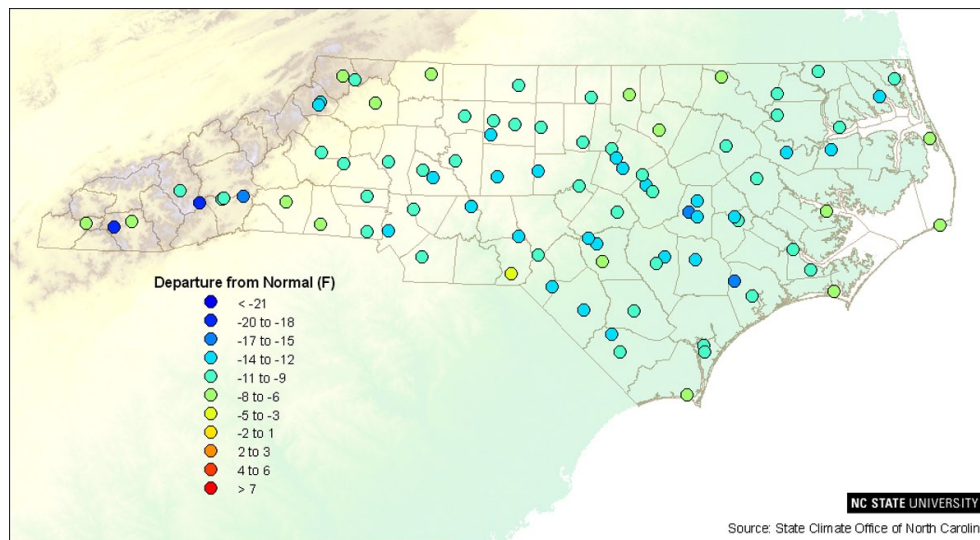 Departure from Normal (F)
< -21
-20 to -18
-17 to -15
-14 to -12
-11 to -9
-8 to -6
-5 to -3
-2 to 1
2 to 3
4 to 6
> 7
NC STATE UNIVERSITY
Source: State Climate Office of North Carolin